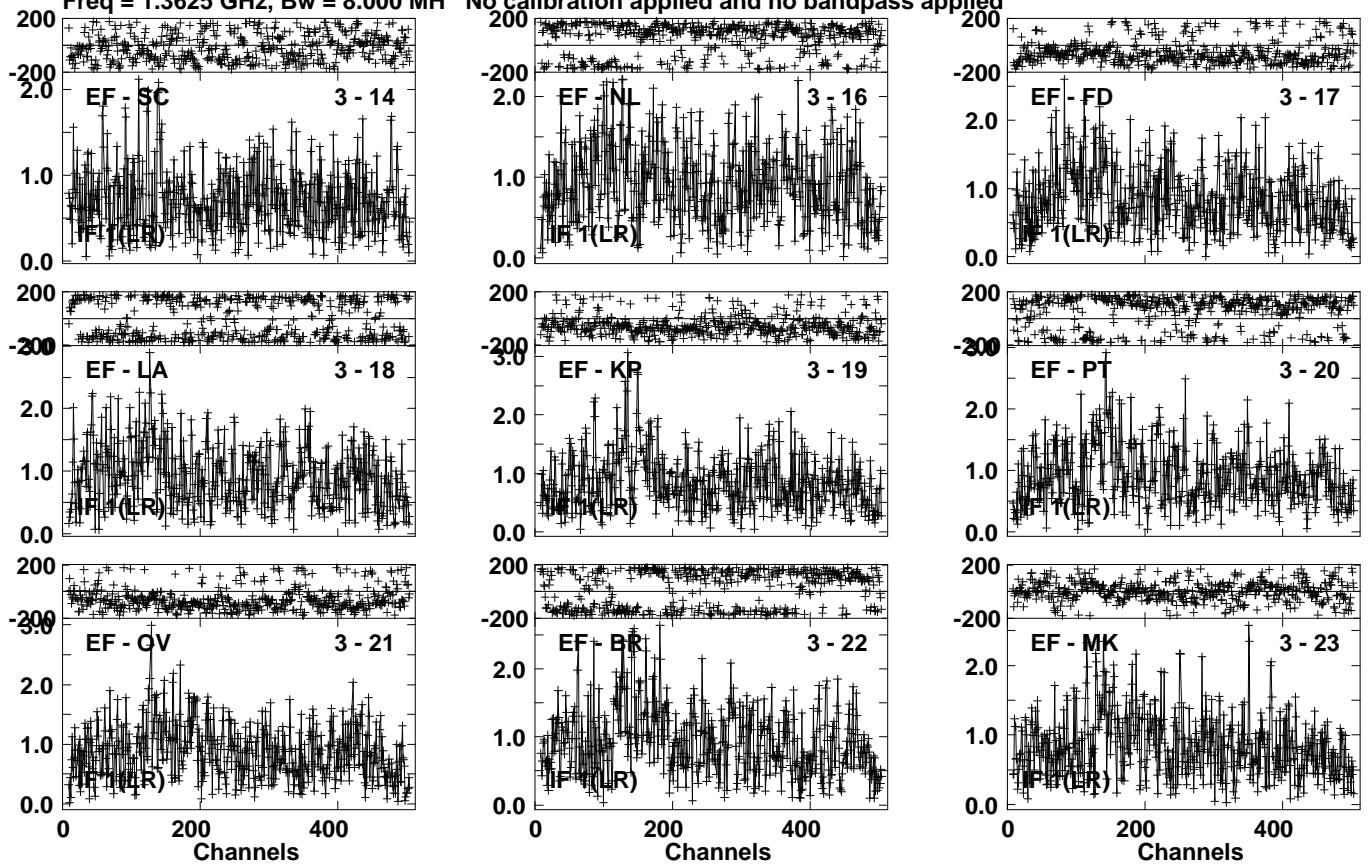 Freq = 1.3625 GHz, Bw = 8.000 MH No calibration applied and no bandpass applied
200 200 200
-200 -200 -200
2.0 EF - SC 3 - 14 2.0 EF - NL 3 - 16 2.0 EF - FD 3 - 17
1.0 1.0 1.0
IF 1(LR) IF 1(LR) IF 1(LR)
0.0 0.0 0.0
200 200 200
-200 3.0 -200 -200 3.0
3.0
EF - LA 3 - 18 EF - KP 3 - 19 EF - PT 3 - 20
2.0 2.0 2.0
1.0 1.0 1.0
IF 1(LR) IF 1(LR) IF 1(LR)
0.0 0.0 0.0
200 200 200
-200 3.0 -200 -200
EF - OV 3 - 21 EF - BR 3 - 22 EF - MK 3 - 23
2.0 2.0 2.0
1.0 1.0 1.0
IF 1(LR) IF 1(LR) IF 1(LR)
0.0 0.0 0.0
0 200 400 200 400 0 200 400
Channels Channels Channels